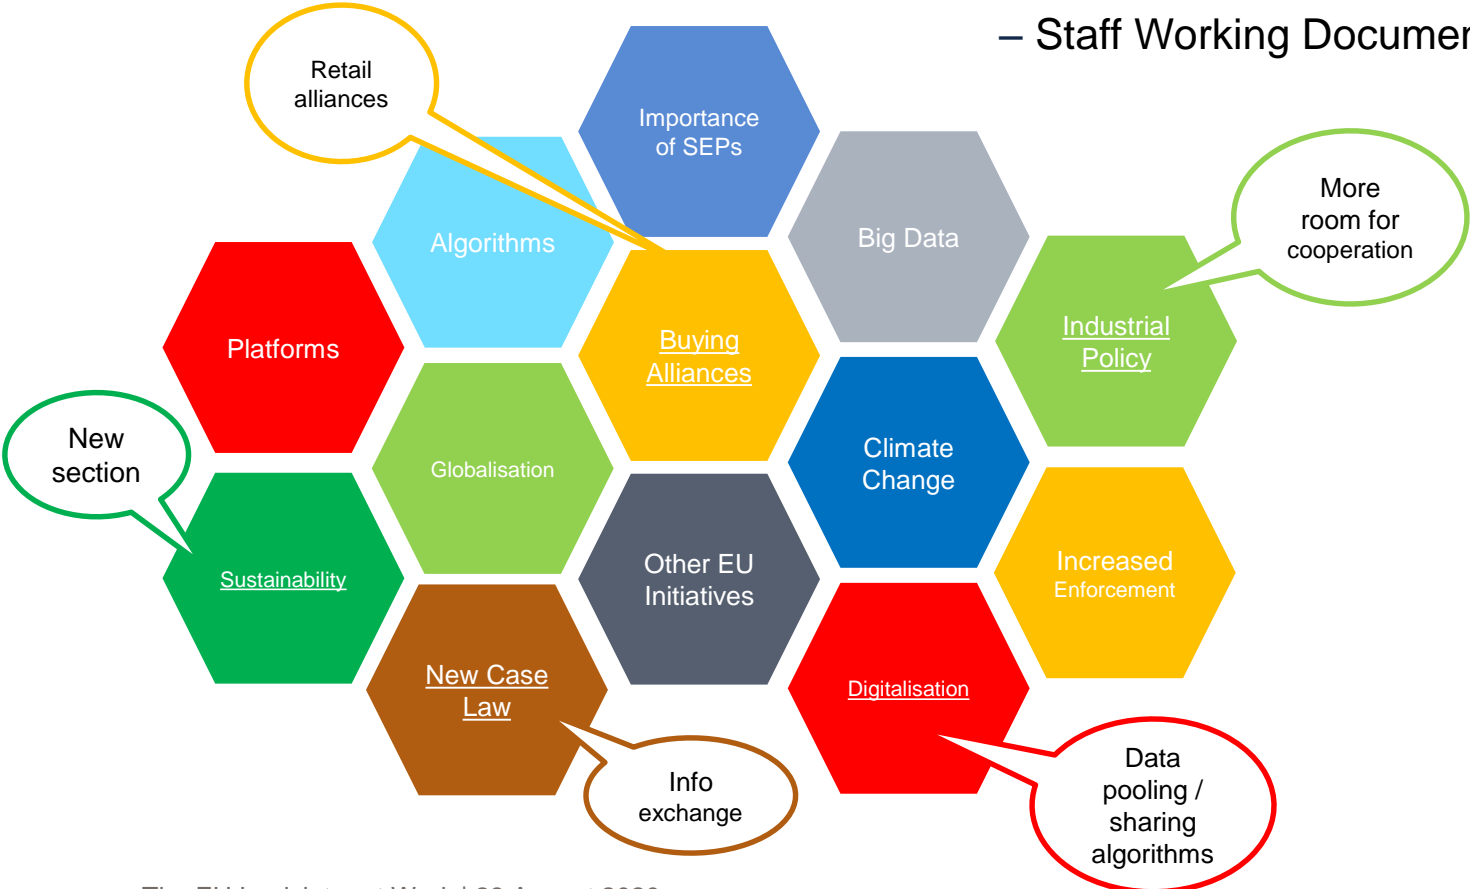 – Staff Working Documen
Retail
alliances
Importance
of SEPs
More
room for
cooperation
Algorithms
Big Data
Platforms
Buying
Alliances
Industrial
Policy
New
section
Globalisation
Climate
Change
Sustainability
Other EU
Initiatives
Increased
Enforcement
New Case
Law
Digitalisation
Info
exchange
Data
pooling /
sharing
algorithms